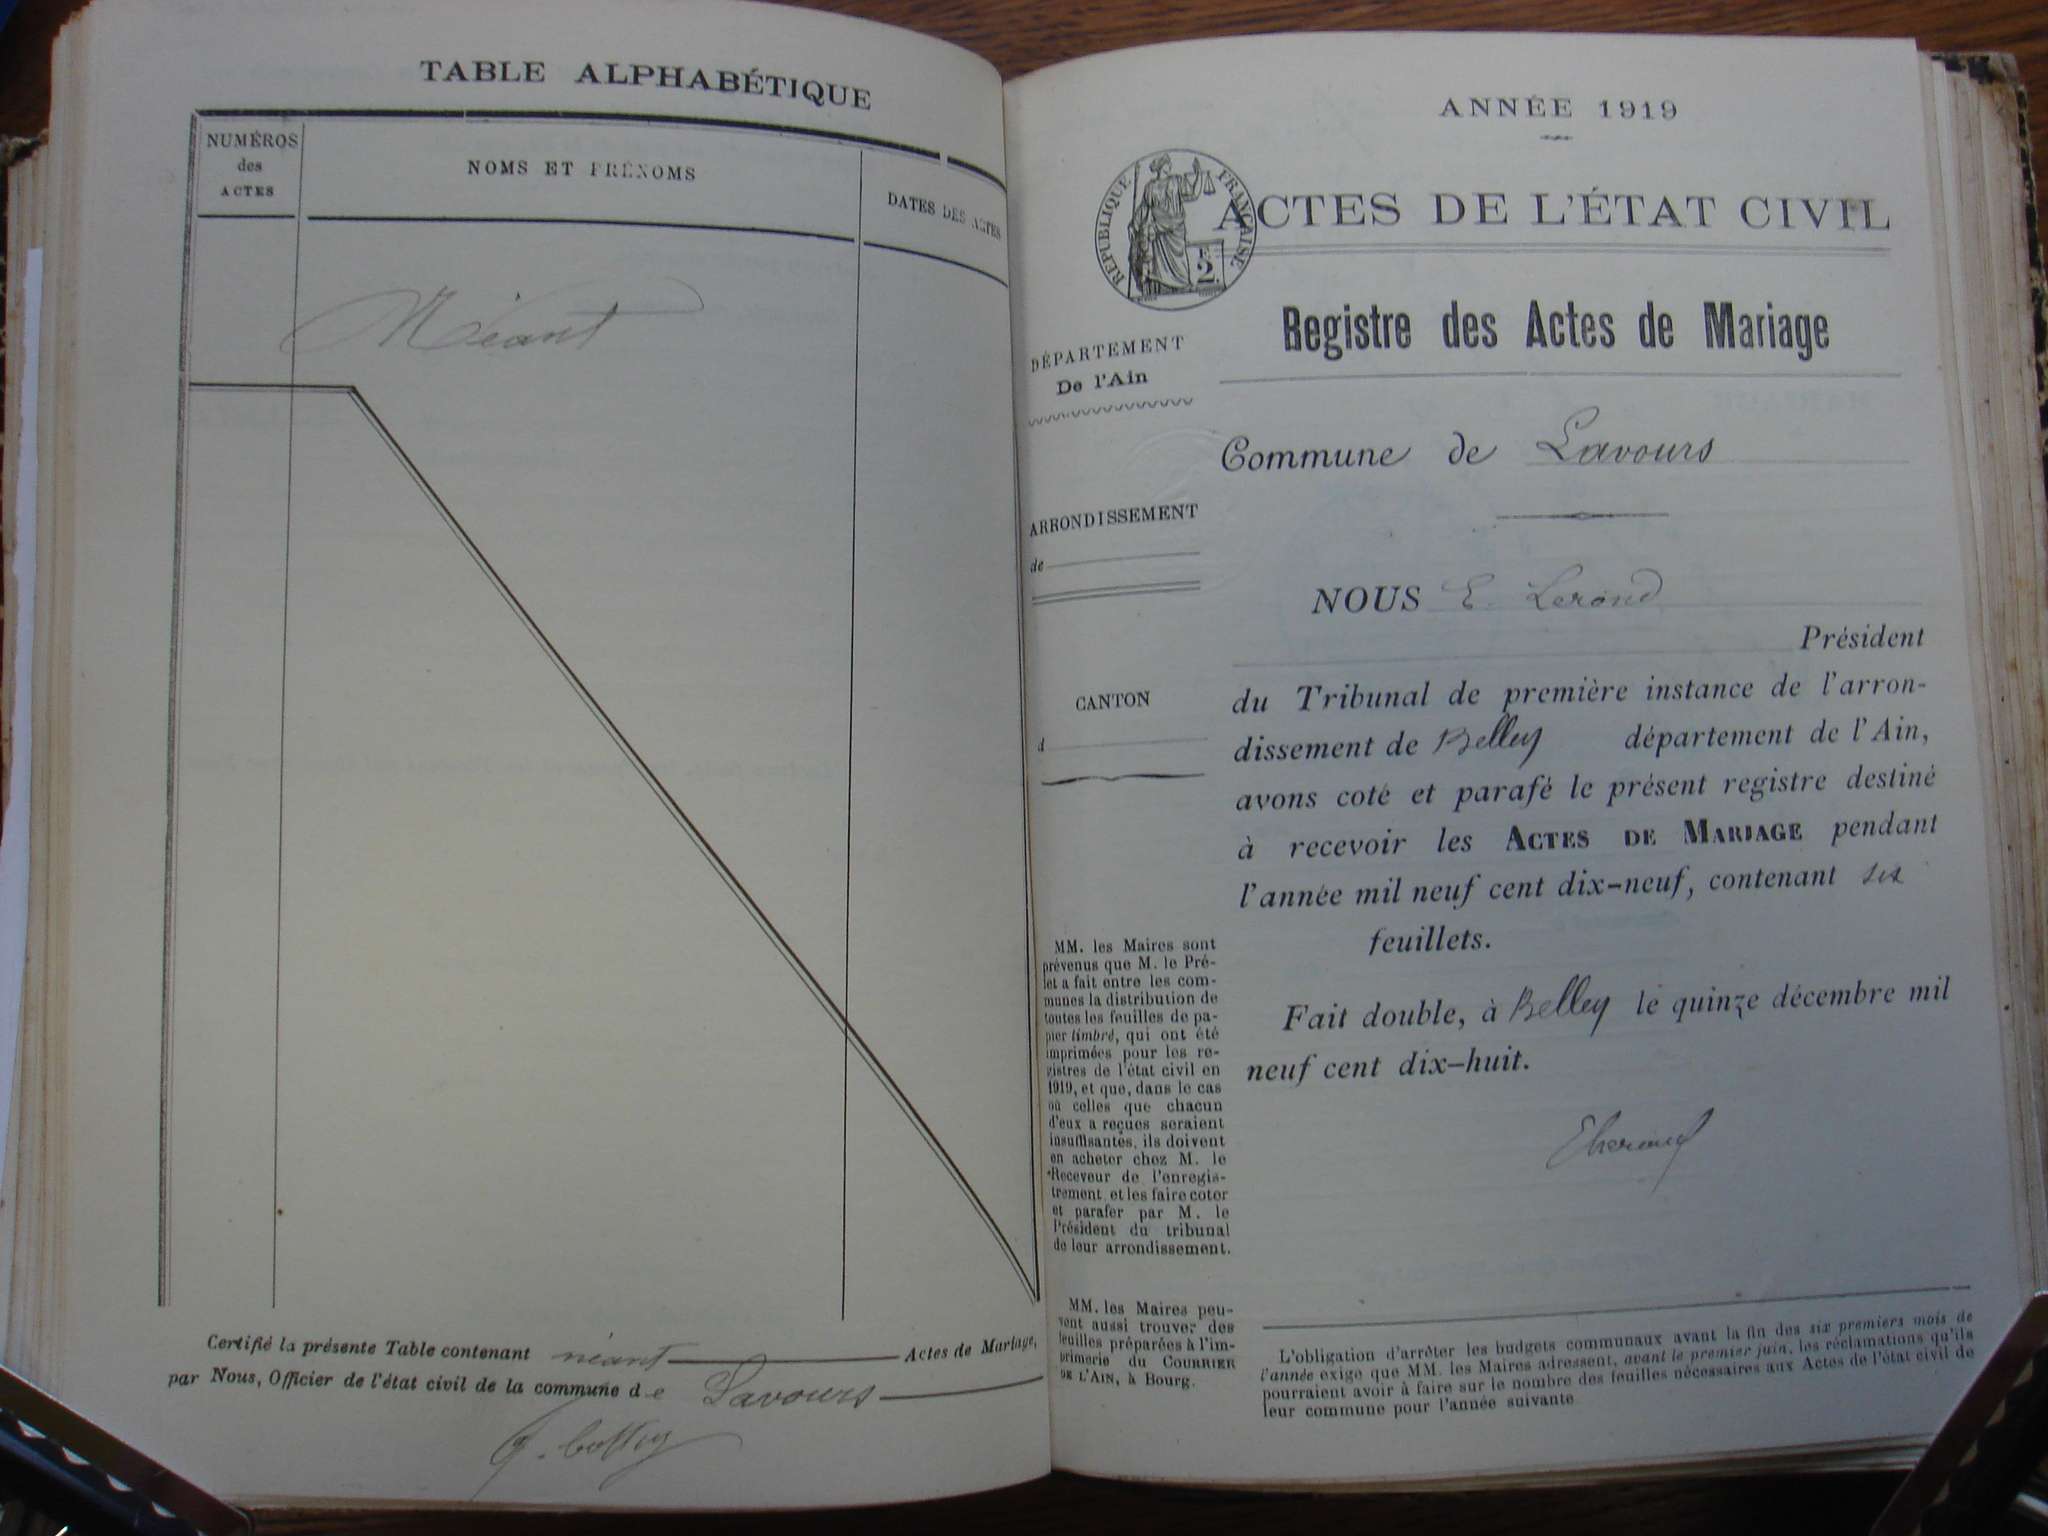 TABLE ALPHABÉTIQUE
NUMÉROS
des
ACTES
NOMS ET PRÉNOMS
DATES DES ACTES
Néant
Certifié la présente Table contenant néant Actes de Mariage,
par Nous, Officier de l'état civil de la commune de Lavours
ANNÉE 1919
RÉPUBLIQUE FRANÇAISE
F.
2.
ACTES DE L'ÉTAT CIVIL
Registre des Actes de Mariage
DÉPARTEMENT
De l'Ain
Commune de Lavours
ARRONDISSEMENT
de
NOUS E. Lerond
Président
CANTON
d
du Tribunal de première instance de l'arron-
dissement de Belley département de l'Ain,
avons coté et parafé le présent registre destiné
à recevoir les ACTES DE MARIAGE pendant
l'année mil neuf cent dix-neuf, contenant six
feuillets.
Fait double, à Belley le quinze décembre mil
neuf cent dix-huit.
MM. les Maires sont
prévenus que M. le Pré-
fet a fait entre les com-
munes la distribution de
toutes les feuilles de pa-
pier timbré, qui ont été
imprimées pour les re-
gistres de l'état civil en
1919, et que, dans le cas
où celles que chacun
d'eux a reçues seraient
insuffisantes, ils doivent
en acheter chez M. le
Receveur de l'enregis-
trement et les faire coter
et parafer par M. le
Président du tribunal
de leur arrondissement.
MM. les Maires peu-
vent aussi trouver des
feuilles préparées à l'im-
primerie du COURRIER
DE L'AIN, à Bourg.
L'obligation d'arrêter les budgets communaux avant la fin des six premiers mois de
l'année exige que MM. les Maires adressent, avant le premier juin, les réclamations qu'ils
pourraient avoir à faire sur le nombre des feuilles nécessaires aux Actes de l'état civil de
leur commune pour l'année suivante